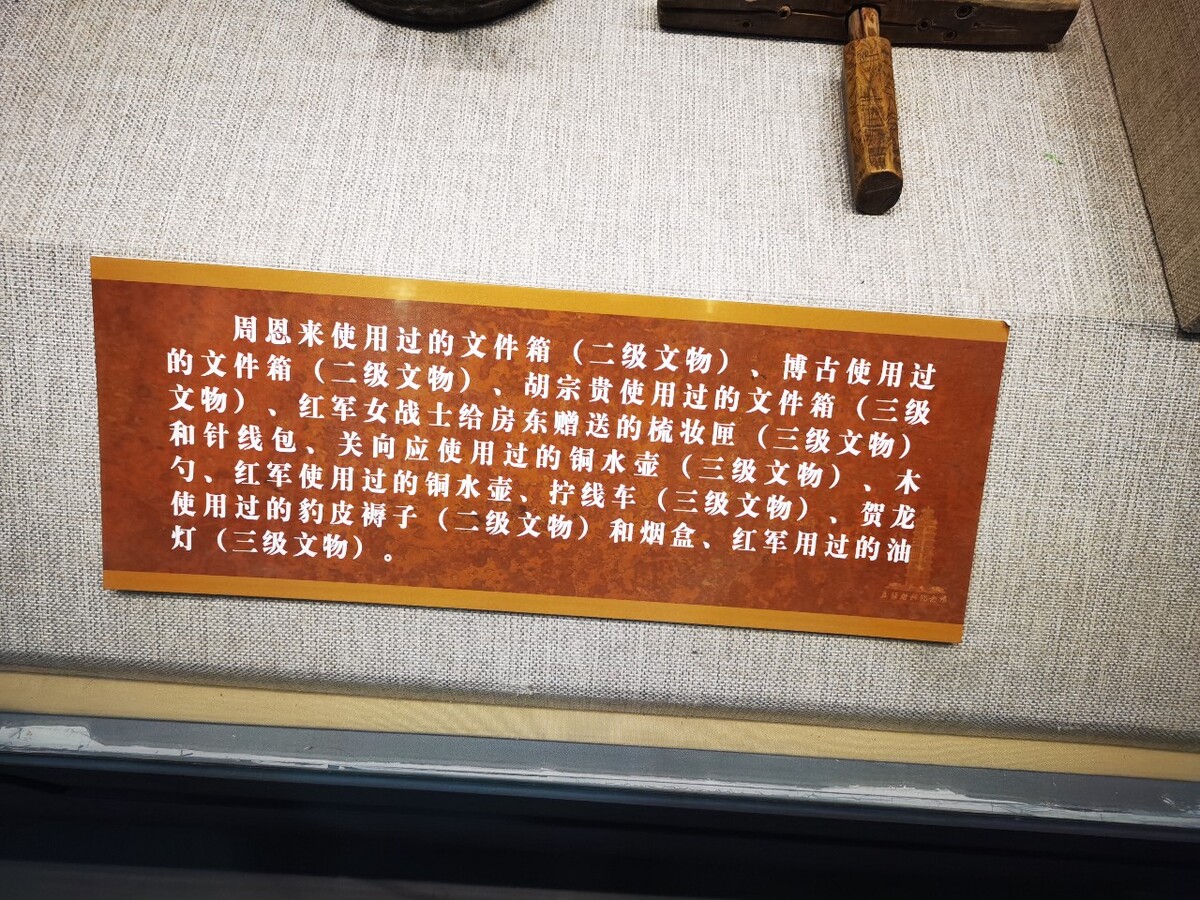 周恩来使用过的文件箱（二级文物）、博古使用过
的文件箱（二级文物）、胡宗贵使用过的文件箱（三级
文物）、红军女战士给房东赠送的梳妆匣（三级文物）
和针线包、关向应使用过的铜水壶（三级文物）、木
勺、红军使用过的铜水壶、拧线车（三级文物）、贺龙
使用过的豹皮褥子（二级文物）和烟盒、红军用过的油
灯（三级文物）。